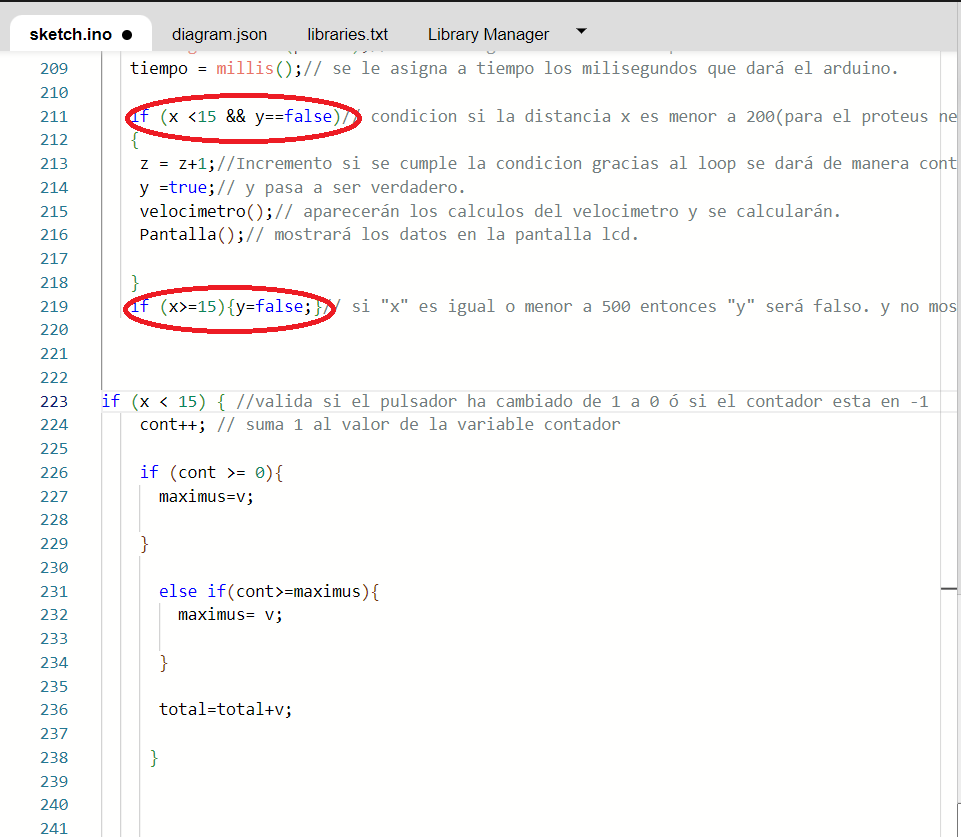 sketch.ino ● diagram.json libraries.txt Library Manager
209 tiempo = millis();// se le asigna a tiempo los milisegundos que dará el arduino.
210
211 if (x <15 && y==false)// condicion si la distancia x es menor a 200(para el proteus ne
212 {
213 z = z+1;//Incremento si se cumple la condicion gracias al loop se dará de manera cont
214 y =true;// y pasa a ser verdadero.
215 velocimetro();// aparecerán los calculos del velocimetro y se calcularán.
216 Pantalla();// mostrará los datos en la pantalla lcd.
217
218 }
219 if (x>=15){y=false;}// si "x" es igual o menor a 500 entonces "y" será falso. y no mos
220
221
222
223 if (x < 15) { //valida si el pulsador ha cambiado de 1 a 0 ó si el contador esta en -1
224 cont++; // suma 1 al valor de la variable contador
225
226 if (cont >= 0){
227 maximus=v;
228
229 }
230
231 else if(cont>=maximus){
232 maximus= v;
233
234 }
235
236 total=total+v;
237
238 }
239
240
241